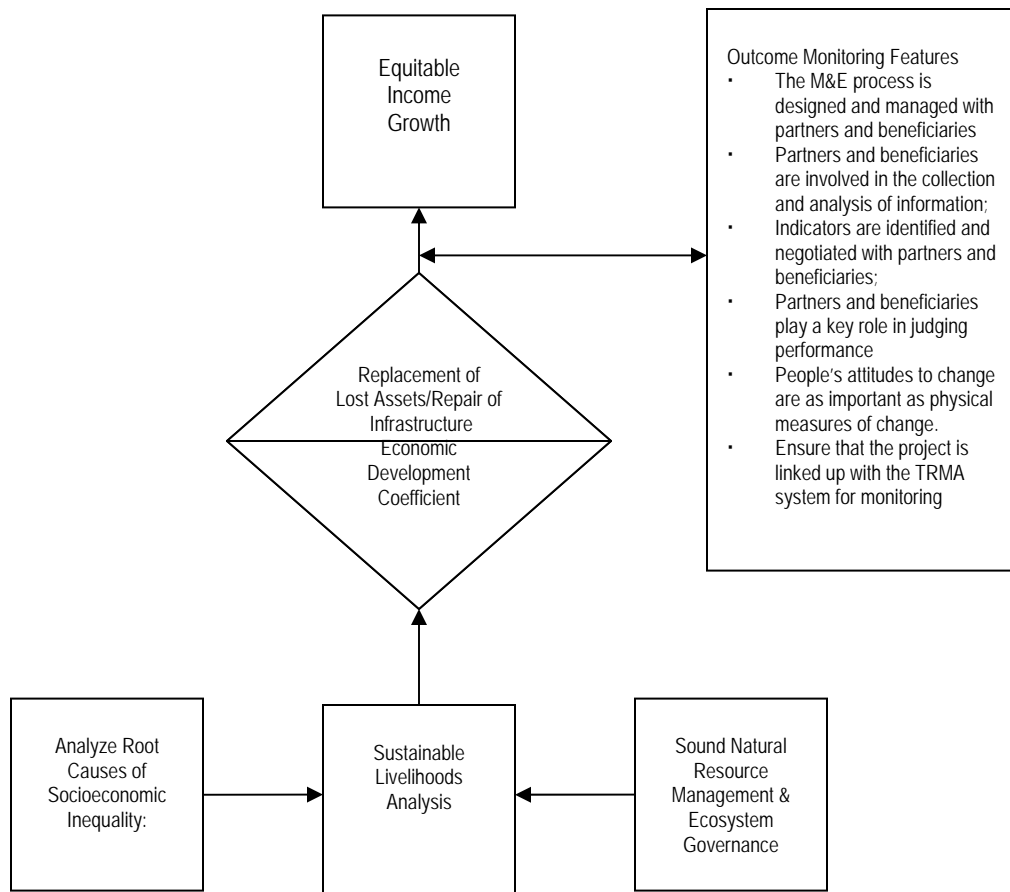 Equitable
Income
Growth
Outcome Monitoring Features
▪ The M&E process is
designed and managed with
partners and beneficiaries
▪ Partners and beneficiaries
are involved in the collection
and analysis of information;
▪ Indicators are identified and
negotiated with partners and
beneficiaries;
▪ Partners and beneficiaries
play a key role in judging
performance
▪ People’s attitudes to change
are as important as physical
measures of change.
▪ Ensure that the project is
linked up with the TRMA
system for monitoring
Replacement of
Lost Assets/Repair of
Infrastructure
Economic
Development
Coefficient
Analyze Root
Causes of
Socioeconomic
Inequality:
Sustainable
Livelihoods
Analysis
Sound Natural
Resource
Management &
Ecosystem
Governance